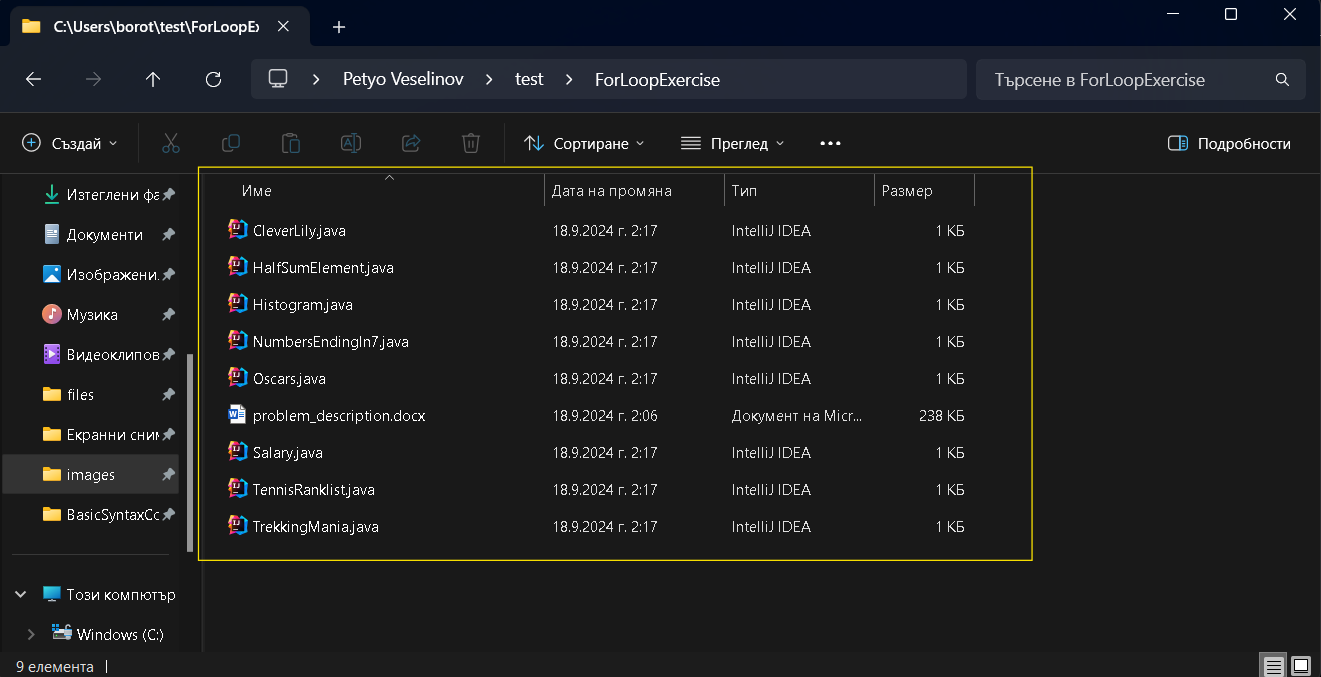 C:\Users\borot\test\ForLoopEx
Petyo Veselinov > test > ForLoopExercise
Търсене в ForLoopExercise
Създай
Сортиране
Преглед
Подробности
Име Дата на промяна Тип Размер
Изтеглени фа
Документи
Изображени.
Музика
Видеоклипов
files
Екранни сним
images
BasicSyntaxCo
Този компютър
Windows (C:)
CleverLily.java 18.9.2024 г. 2:17 IntelliJ IDEA 1 КБ
HalfSumElement.java 18.9.2024 г. 2:17 IntelliJ IDEA 1 КБ
Histogram.java 18.9.2024 г. 2:17 IntelliJ IDEA 1 КБ
NumbersEndingIn7.java 18.9.2024 г. 2:17 IntelliJ IDEA 1 КБ
Oscars.java 18.9.2024 г. 2:17 IntelliJ IDEA 1 КБ
problem_description.docx 18.9.2024 г. 2:06 Документ на Micr... 238 КБ
Salary.java 18.9.2024 г. 2:17 IntelliJ IDEA 1 КБ
TennisRanklist.java 18.9.2024 г. 2:17 IntelliJ IDEA 1 КБ
TrekkingMania.java 18.9.2024 г. 2:17 IntelliJ IDEA 1 КБ
9 елемента